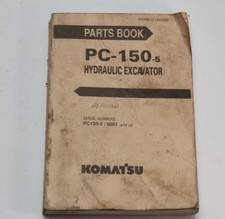 PARTS BOOK
PC-150-5
HYDRAULIC EXCAVATOR
SERIAL NUMBERS
PC150-5 : 6001 and up
KOMATSU